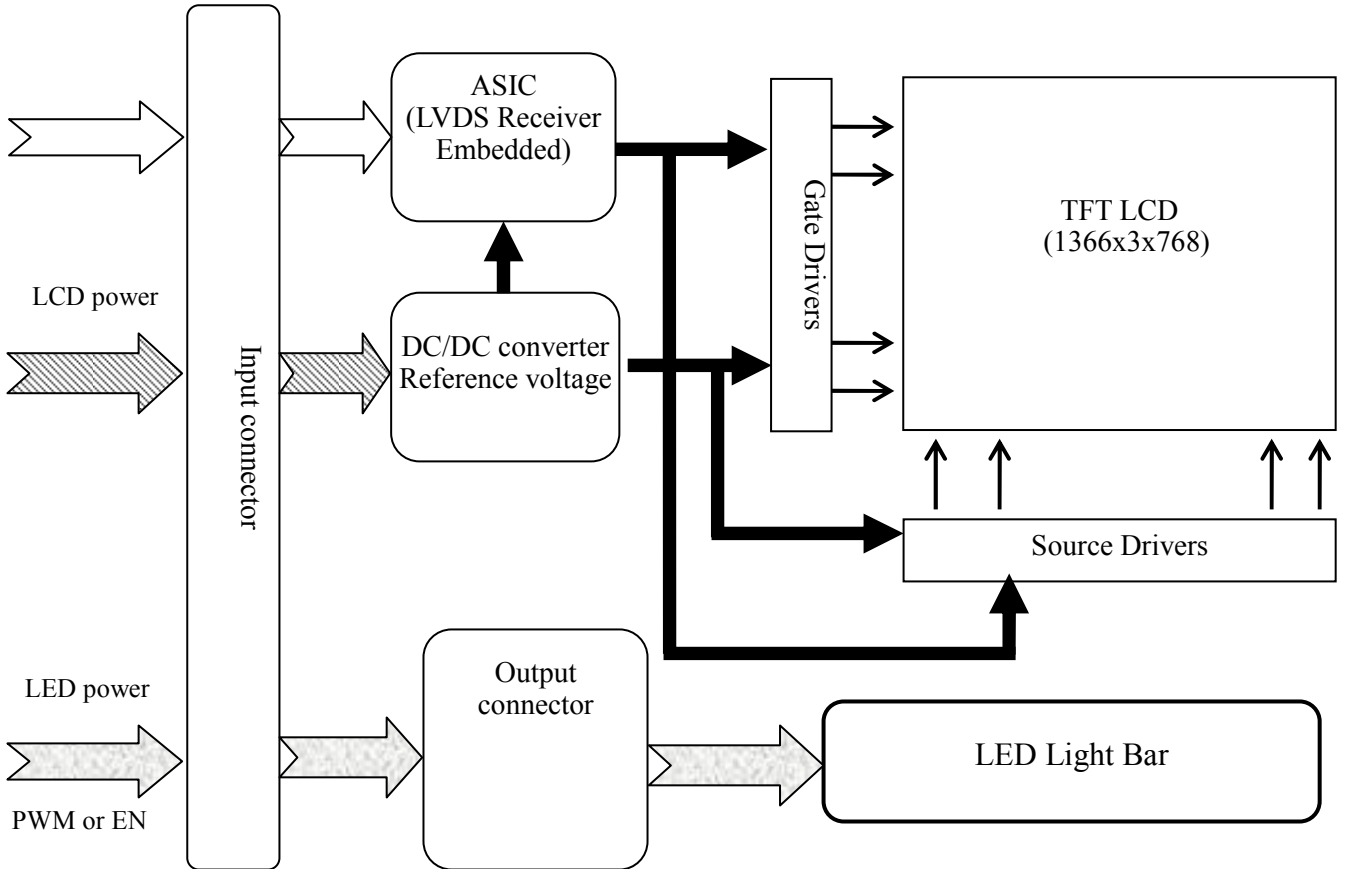 ASIC
(LVDS Receiver
Embedded)
Gate Drivers
TFT LCD
(1366x3x768)
LCD power
Input connector
DC/DC converter
Reference voltage
Source Drivers
LED power
Output
connector
LED Light Bar
PWM or EN